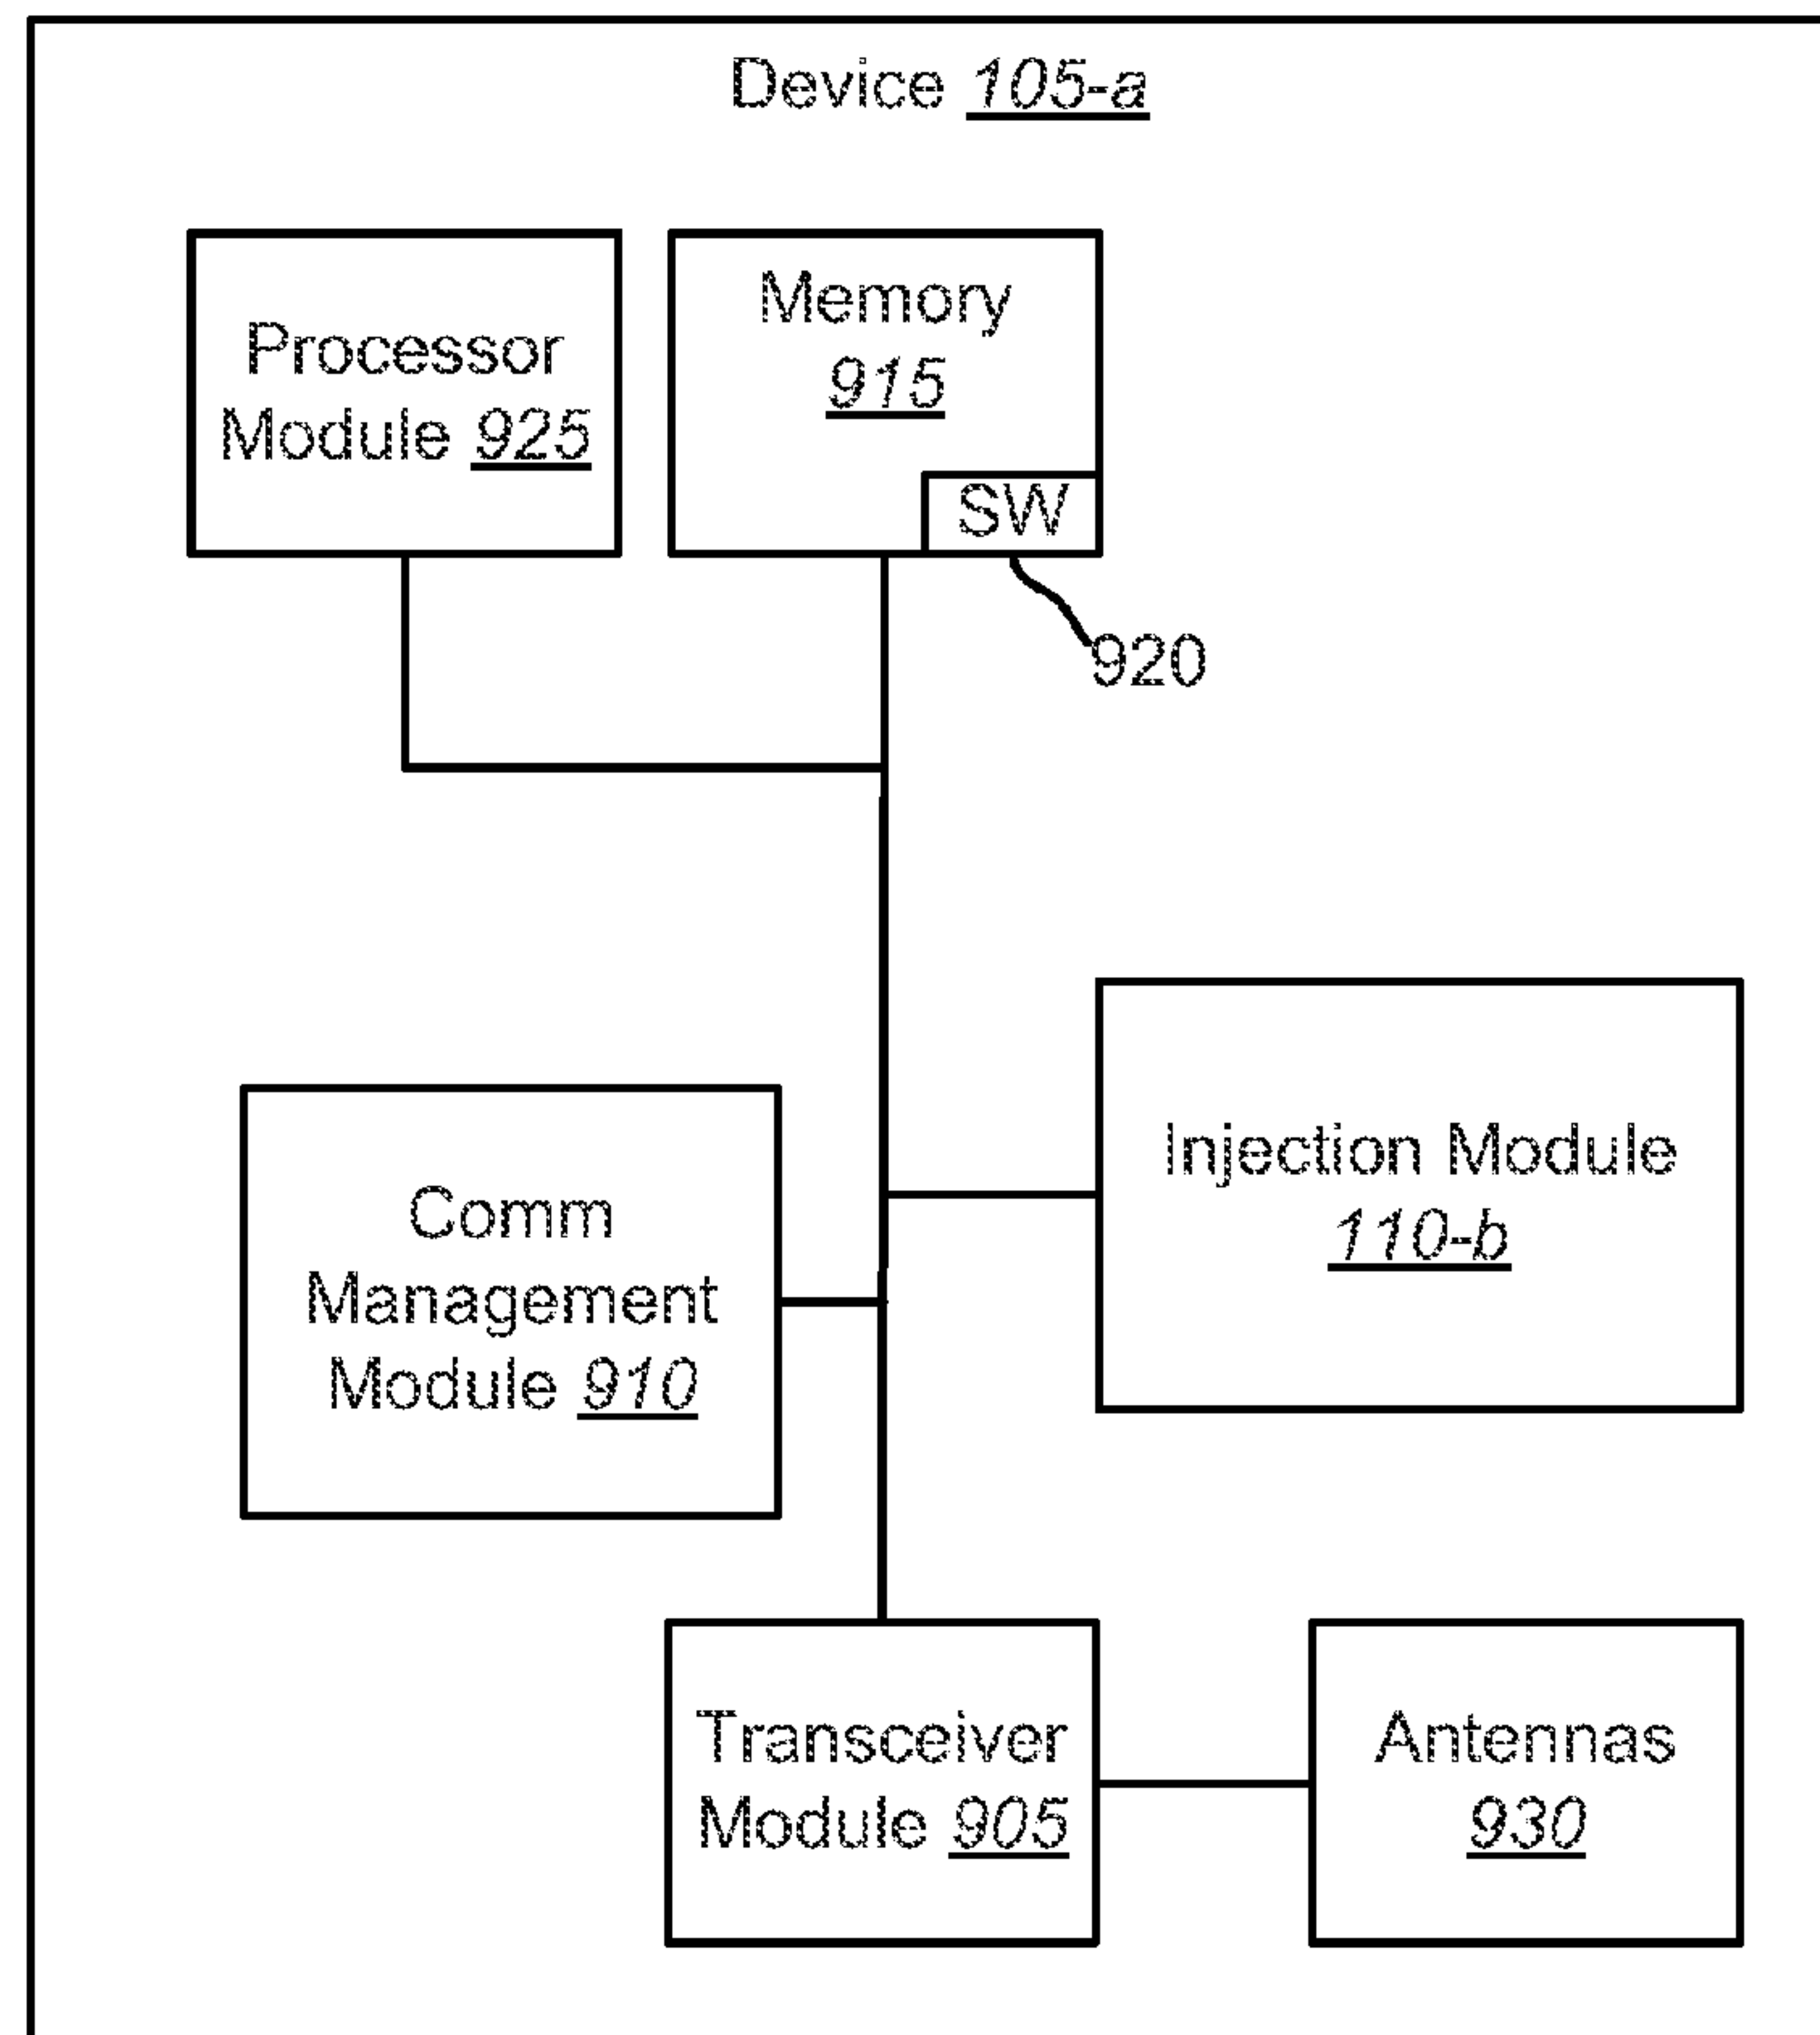 Device 105-a
Processor
Module 925
Memory
915
SW
920
Injection Module
110-b
Comm
Management
Module 910
Transceiver
Module 905
Antennas
930